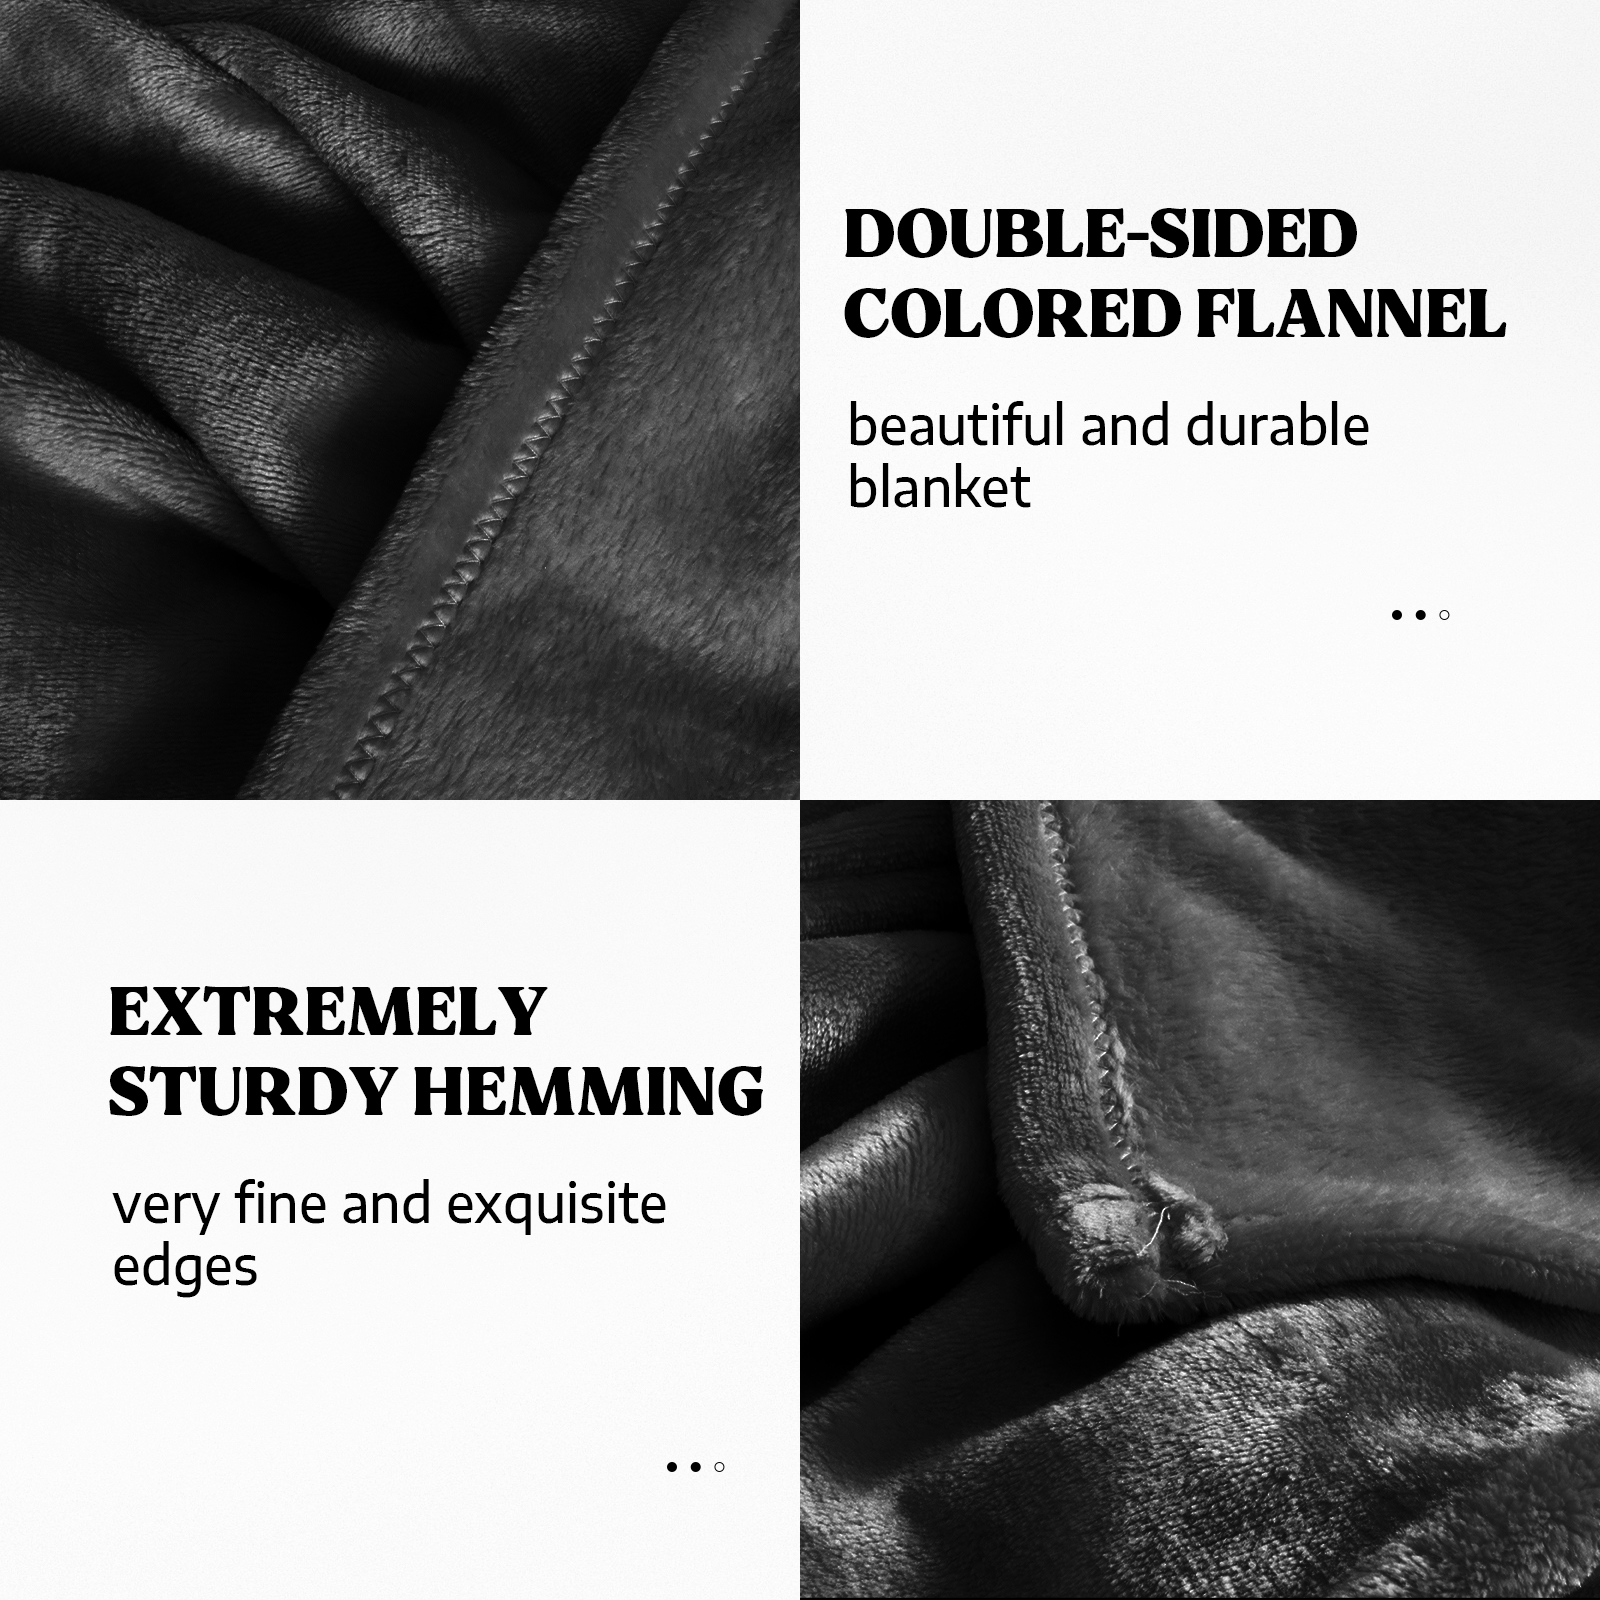 DOUBLE-SIDED
COLORED FLANNEL
beautiful and durable
blanket
EXTREMELY
STURDY HEMMING
very fine and exquisite
edges